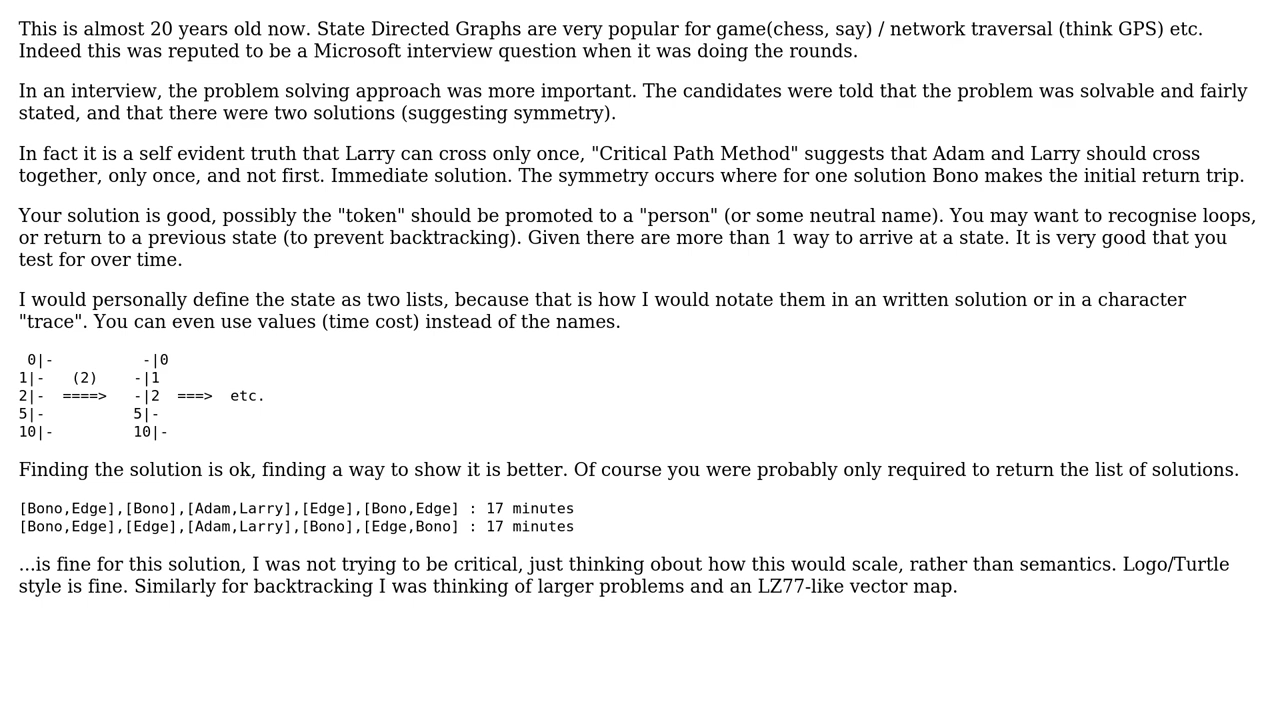 This is almost 20 years old now. State Directed Graphs are very popular for game(chess, say) / network traversal (think GPS) etc.
Indeed this was reputed to be a Microsoft interview question when it was doing the rounds.
In an interview, the problem solving approach was more important. The candidates were told that the problem was solvable and fairly
stated, and that there were two solutions (suggesting symmetry).
In fact it is a self evident truth that Larry can cross only once, "Critical Path Method" suggests that Adam and Larry should cross
together, only once, and not first. Immediate solution. The symmetry occurs where for one solution Bono makes the initial return trip.
Your solution is good, possibly the "token" should be promoted to a "person" (or some neutral name). You may want to recognise loops,
or return to a previous state (to prevent backtracking). Given there are more than 1 way to arrive at a state. It is very good that you
test for over time.
I would personally define the state as two lists, because that is how I would notate them in an written solution or in a character
"trace". You can even use values (time cost) instead of the names.
 0|-          -|0
1|-   (2)    -|1
2|-  ====>   -|2  ===>  etc.
5|-          5|-
10|-         10|-
Finding the solution is ok, finding a way to show it is better. Of course you were probably only required to return the list of solutions.
[Bono,Edge],[Bono],[Adam,Larry],[Edge],[Bono,Edge] : 17 minutes
[Bono,Edge],[Edge],[Adam,Larry],[Bono],[Edge,Bono] : 17 minutes
...is fine for this solution, I was not trying to be critical, just thinking obout how this would scale, rather than semantics. Logo/Turtle
style is fine. Similarly for backtracking I was thinking of larger problems and an LZ77-like vector map.